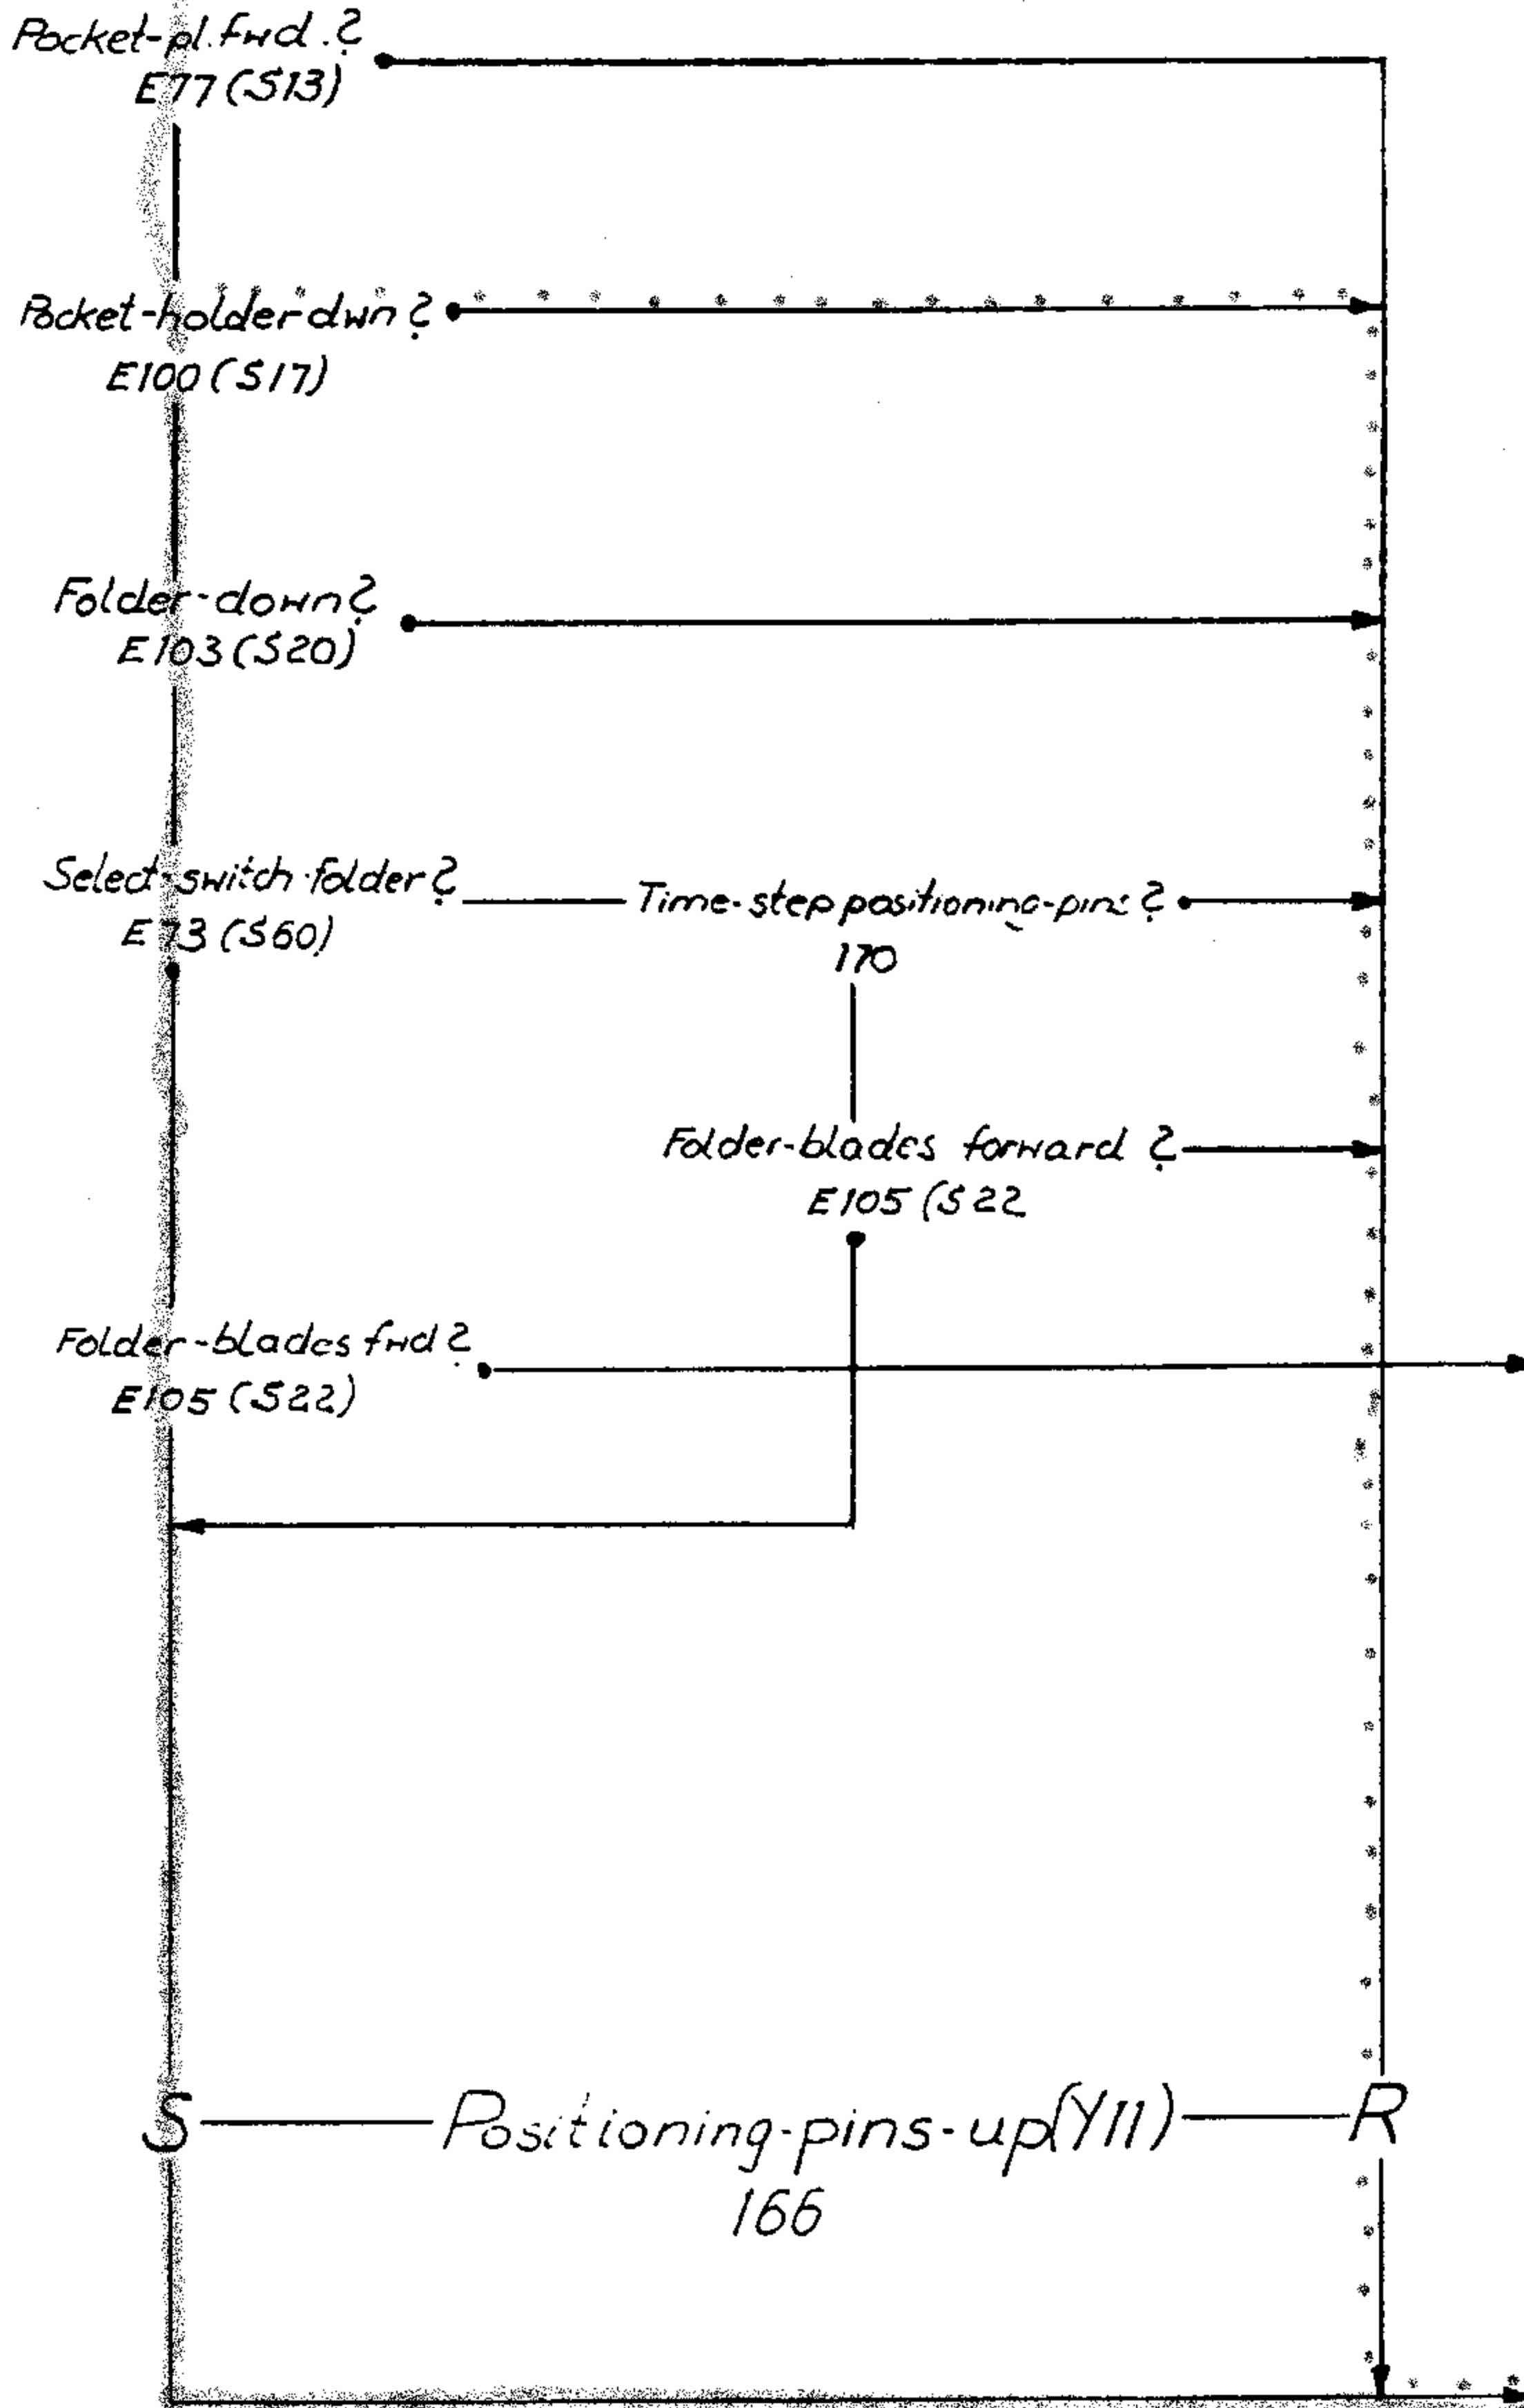 Pocket-pl. fwd. ?
E77 (S13)
Pocket-holder-dwn ?
E100 (S17)
Folder-down ?
E103 (S20)
Select-switch-folder ?
E73 (S60)
Time-step positioning-pins ?
170
Folder-blades forward ?
E105 (S22
Folder-blades fwd ?
E105 (S22)
S Positioning-pins-up (Y11) R
166